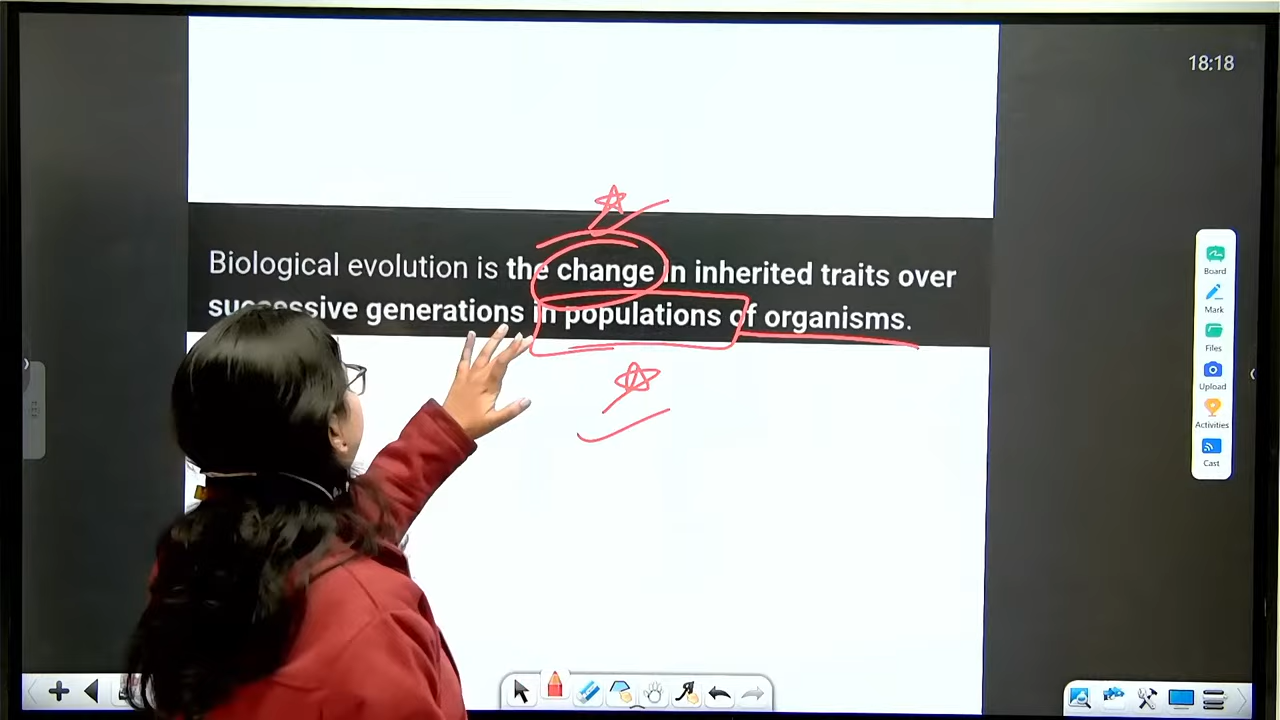 18:18
Biological evolution is the change in inherited traits over
successive generations in populations of organisms.
Board
Mark
Files
Upload
Activities
Cast